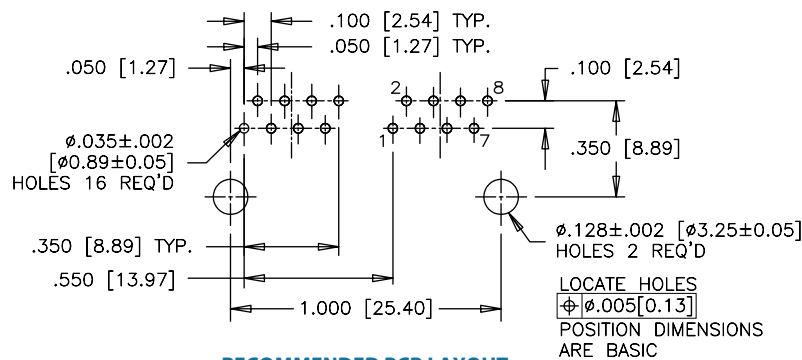 .100 [2.54] TYP.
.050 [1.27] TYP.
.050 [1.27]
.100 [2.54]
2
8
ø.035±.002
[ø0.89±0.05]
HOLES 16 REQ'D
1
7
.350 [8.89]
ø.128±.002 [ø3.25±0.05]
HOLES 2 REQ'D
.350 [8.89] TYP.
.550 [13.97]
1.000 [25.40]
LOCATE HOLES
⌖ ø.005[0.13]
POSITION DIMENSIONS
ARE BASIC
RECOMMENDED PCB LAYOUT